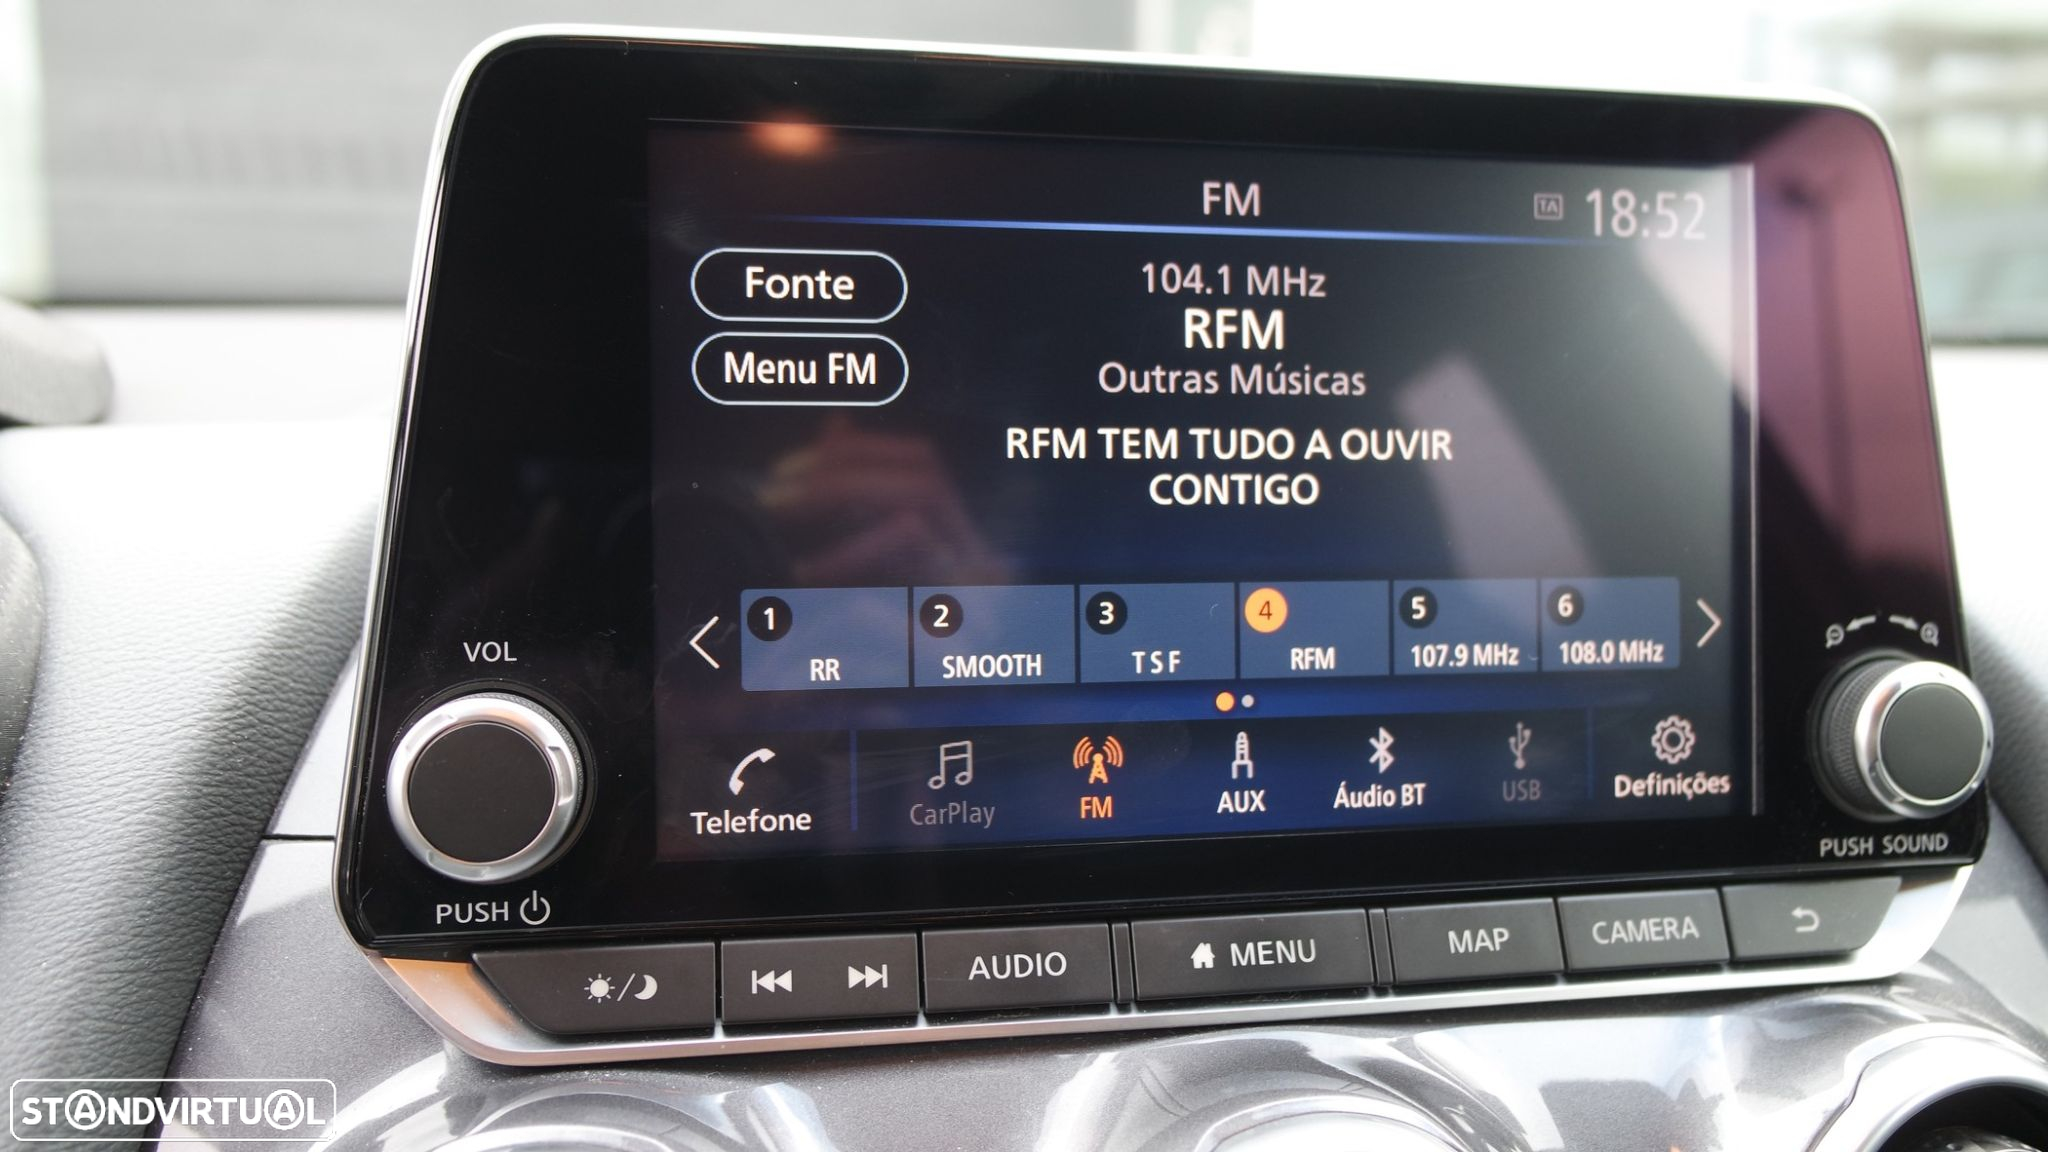 FM
TA 18:52
Fonte
104.1 MHz
RFM
Menu FM
Outras Músicas
RFM TEM TUDO A OUVIR
CONTIGO
1 2 3 4 5 6
RR SMOOTH T S F RFM 107.9 MHz 108.0 MHz
VOL
Telefone CarPlay FM AUX Áudio BT USB Definições
PUSH
PUSH SOUND
AUDIO MENU MAP CAMERA
STANDVIRTUAL